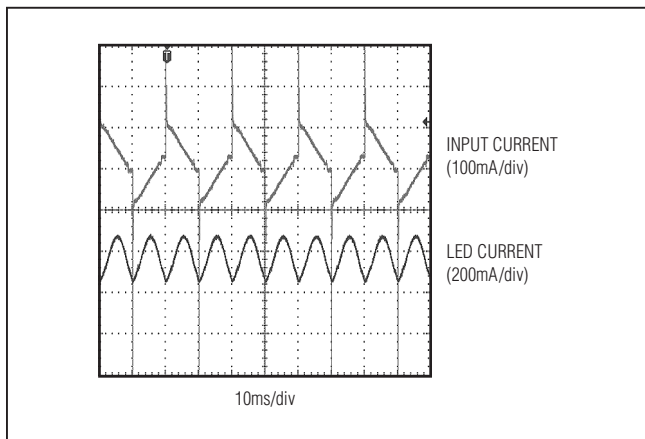 T
INPUT CURRENT
(100mA/div)
LED CURRENT
(200mA/div)
10ms/div